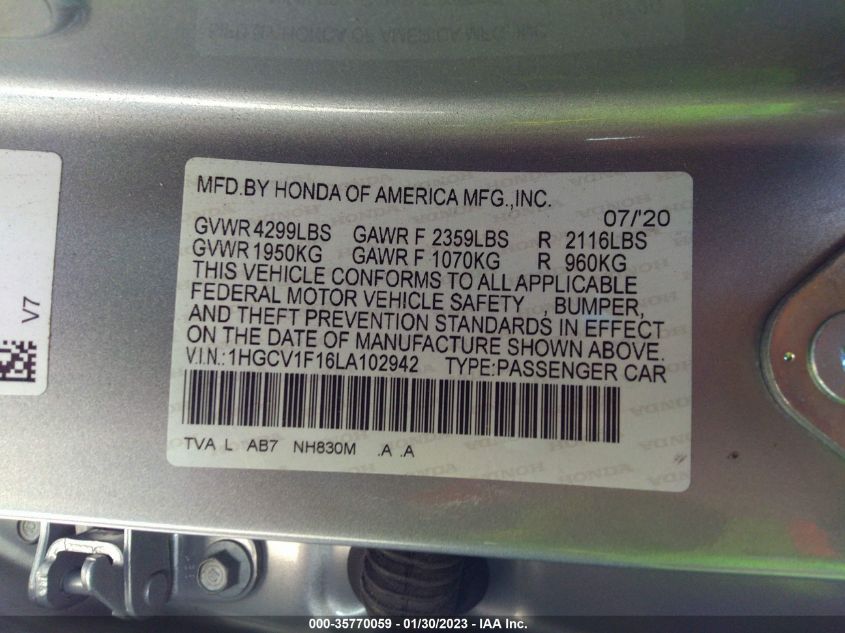 MFD.BY HONDA OF AMERICA MFG.,INC.
07/'20
GVWR 4299LBS GAWR F 2359LBS R 2116LBS
GVWR 1950KG GAWR F 1070KG R 960KG
THIS VEHICLE CONFORMS TO ALL APPLICABLE
FEDERAL MOTOR VEHICLE SAFETY , BUMPER,
AND THEFT PREVENTION STANDARDS IN EFFECT
ON THE DATE OF MANUFACTURE SHOWN ABOVE.
V.I.N.:1HGCV1F16LA102942 TYPE:PASSENGER CAR
TVA L AB7 NH830M .A .A
V7
000-35770059 — 01/30/2023 — IAA Inc.